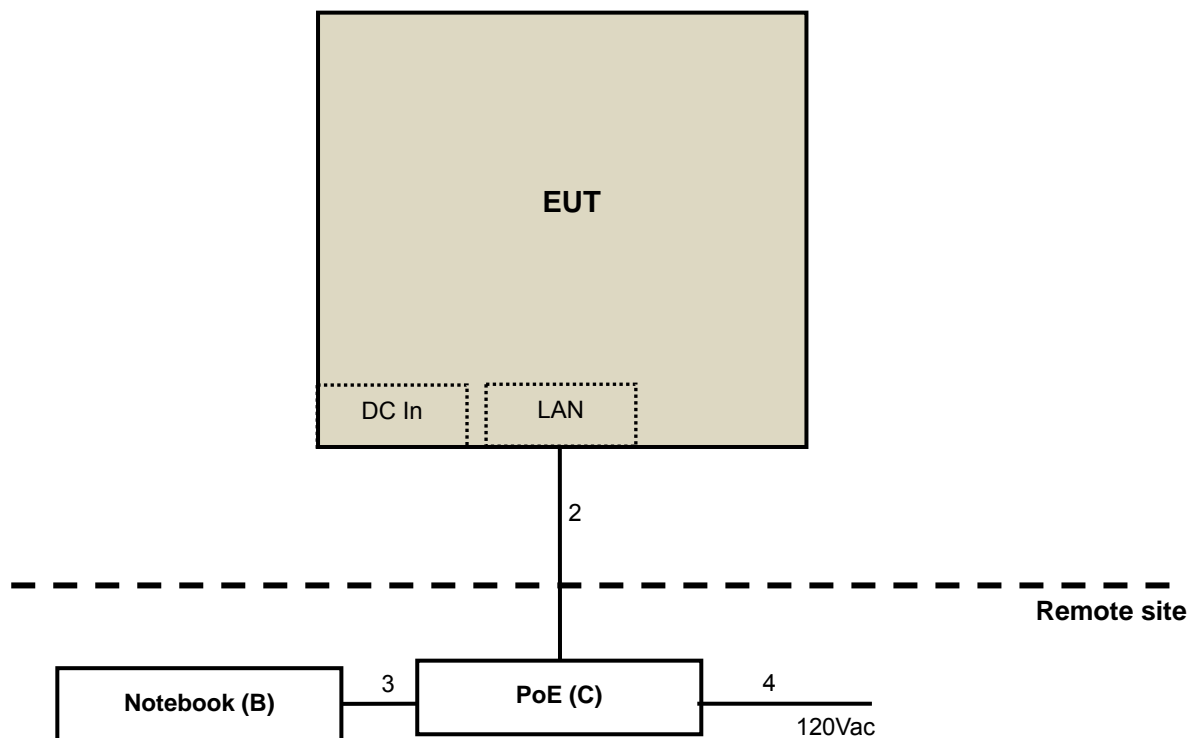 EUT
DC In
LAN
2
Remote site
Notebook (B)
3
PoE (C)
4
120Vac